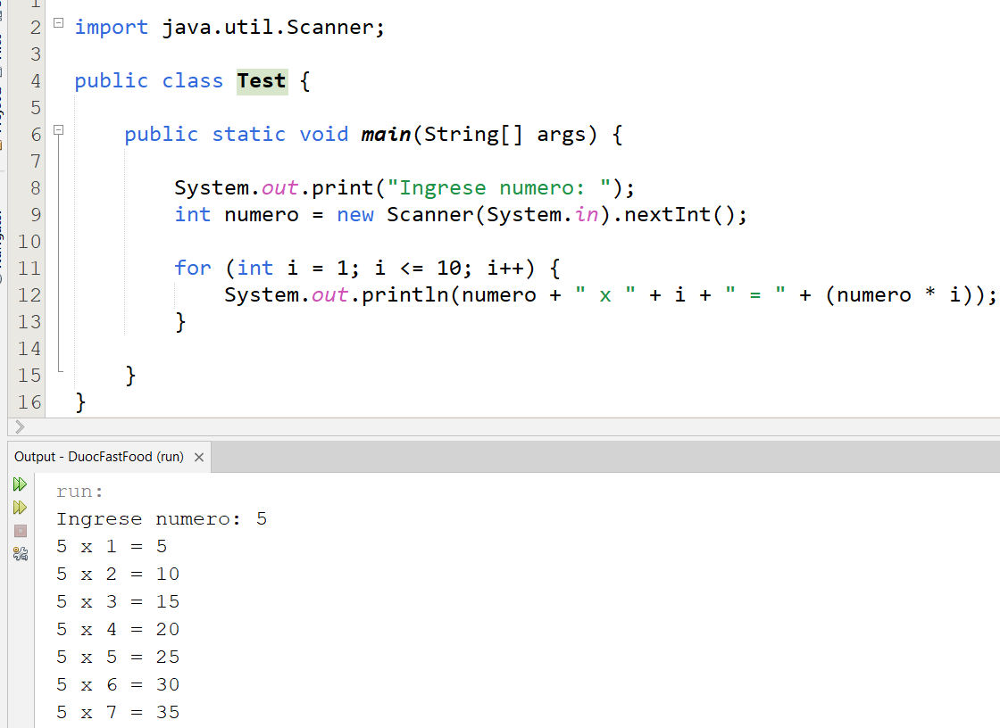 1
2 import java.util.Scanner;
3
4 public class Test {
5
6 public static void main(String[] args) {
7
8 System.out.print("Ingrese numero: ");
9 int numero = new Scanner(System.in).nextInt();
10
11 for (int i = 1; i <= 10; i++) {
12 System.out.println(numero + " x " + i + " = " + (numero * i));
13 }
14
15 }
16 }
Output - DuocFastFood (run) ×
run:
Ingrese numero: 5
5 x 1 = 5
5 x 2 = 10
5 x 3 = 15
5 x 4 = 20
5 x 5 = 25
5 x 6 = 30
5 x 7 = 35